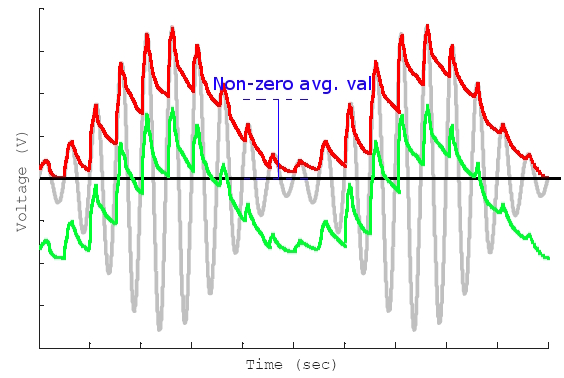 Non-zero avg. val
Voltage (V)
Time (sec)